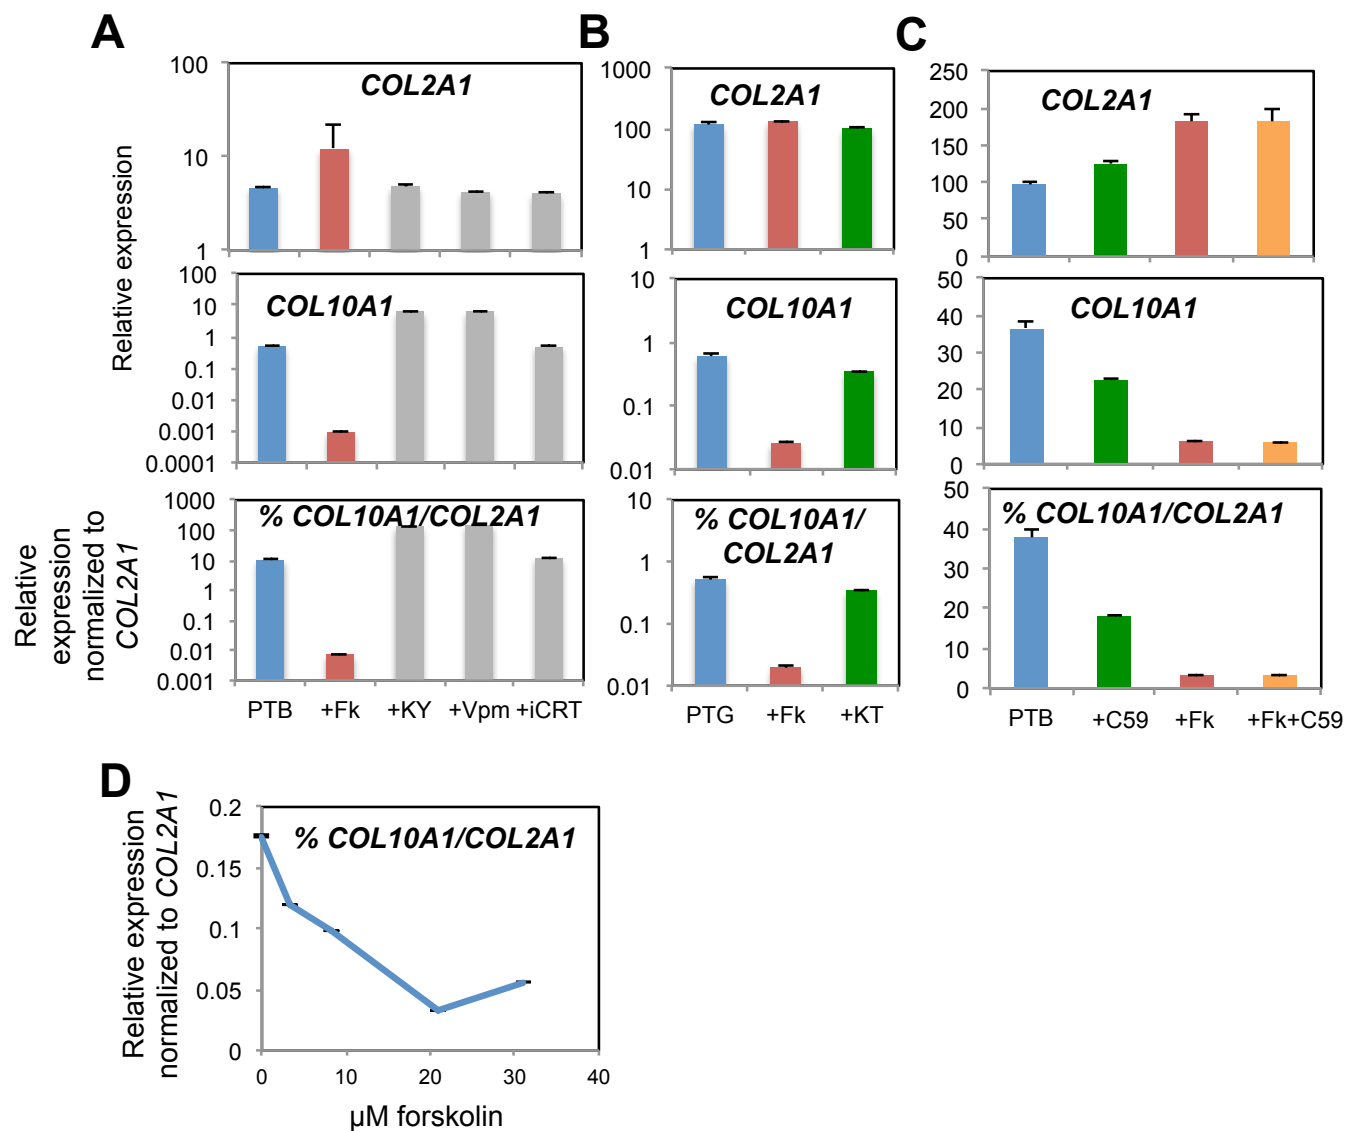 A
B
C
Relative expression
COL2A1
100
10
1
COL10A1
100
10
1
0.1
0.01
0.001
0.0001
Relative
expression
normalized to
COL2A1
% COL10A1/COL2A1
1000
100
10
1
0.1
0.01
0.001
PTB +Fk +KY +Vpm +iCRT
COL2A1
1000
100
10
1
COL10A1
10
1
0.1
0.01
% COL10A1/
COL2A1
10
1
0.1
0.01
PTG +Fk +KT
COL2A1
250
200
150
100
50
0
COL10A1
50
40
30
20
10
0
% COL10A1/COL2A1
50
40
30
20
10
0
PTB +C59 +Fk +Fk+C59
D
Relative expression
normalized to COL2A1
% COL10A1/COL2A1
0.2
0.15
0.1
0.05
0
0 10 20 30 40
µM forskolin